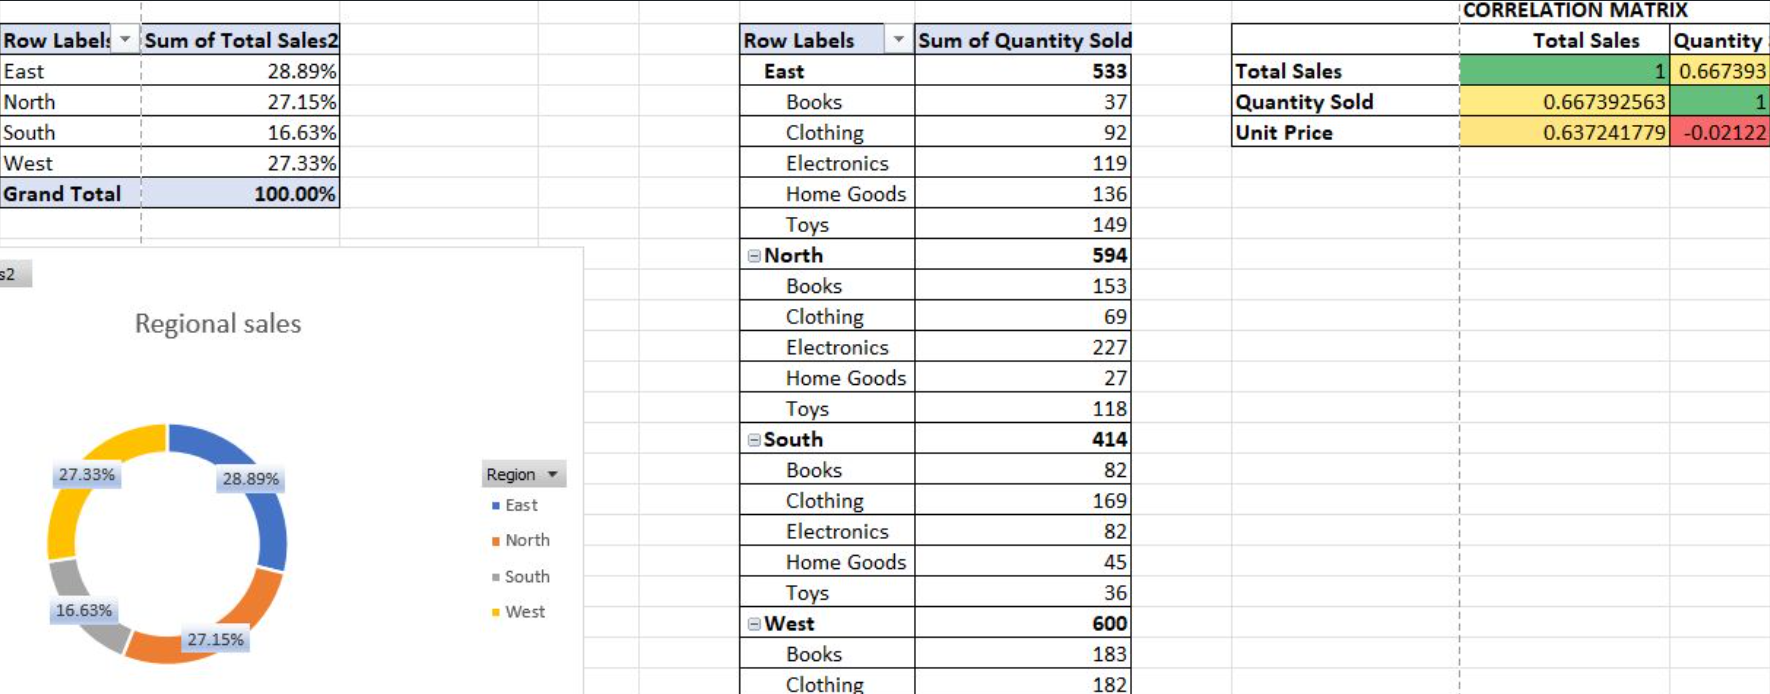 CORRELATION MATRIX
Row Labels Sum of Total Sales2
East 28.89%
North 27.15%
South 16.63%
West 27.33%
Grand Total 100.00%
s2
Regional sales
27.33%
28.89%
16.63%
27.15%
Region
East
North
South
West
Row Labels Sum of Quantity Sold
East 533
Books 37
Clothing 92
Electronics 119
Home Goods 136
Toys 149
North 594
Books 153
Clothing 69
Electronics 227
Home Goods 27
Toys 118
South 414
Books 82
Clothing 169
Electronics 82
Home Goods 45
Toys 36
West 600
Books 183
Clothing 182
Total Sales Quantity
Total Sales 1 0.667393
Quantity Sold 0.667392563 1
Unit Price 0.637241779 -0.02122